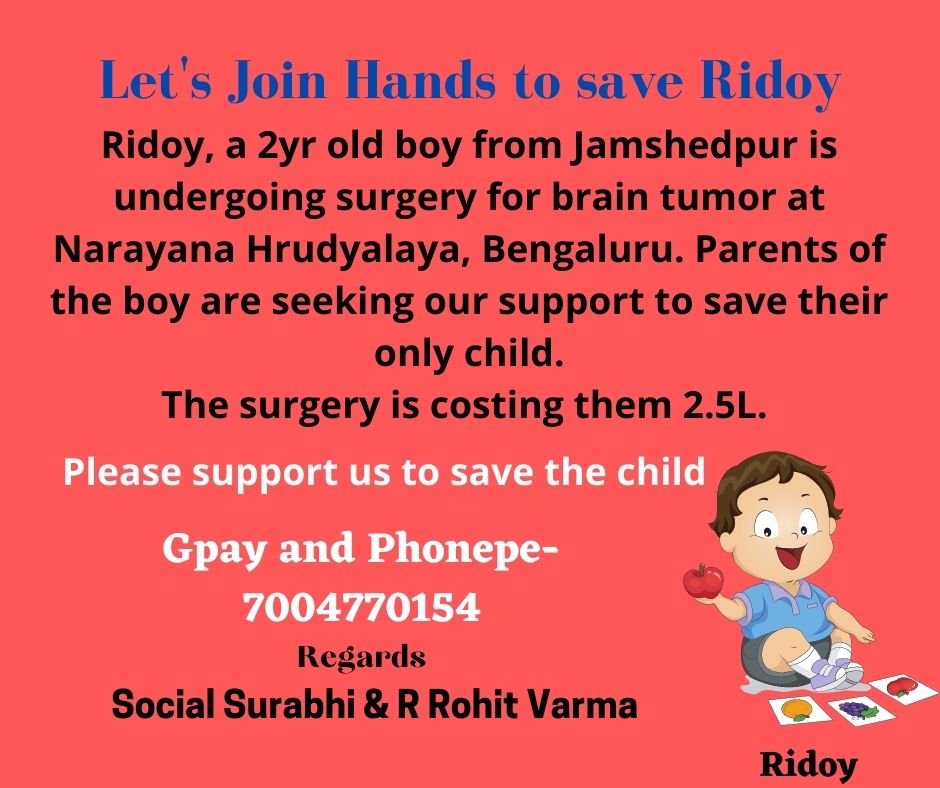 Let's Join Hands to save Ridoy
Ridoy, a 2yr old boy from Jamshedpur is
undergoing surgery for brain tumor at
Narayana Hrudyalaya, Bengaluru. Parents of
the boy are seeking our support to save their
only child.
The surgery is costing them 2.5L.
Please support us to save the child
Gpay and Phonepe-
7004770154
Regards
Social Surabhi & R Rohit Varma
Ridoy